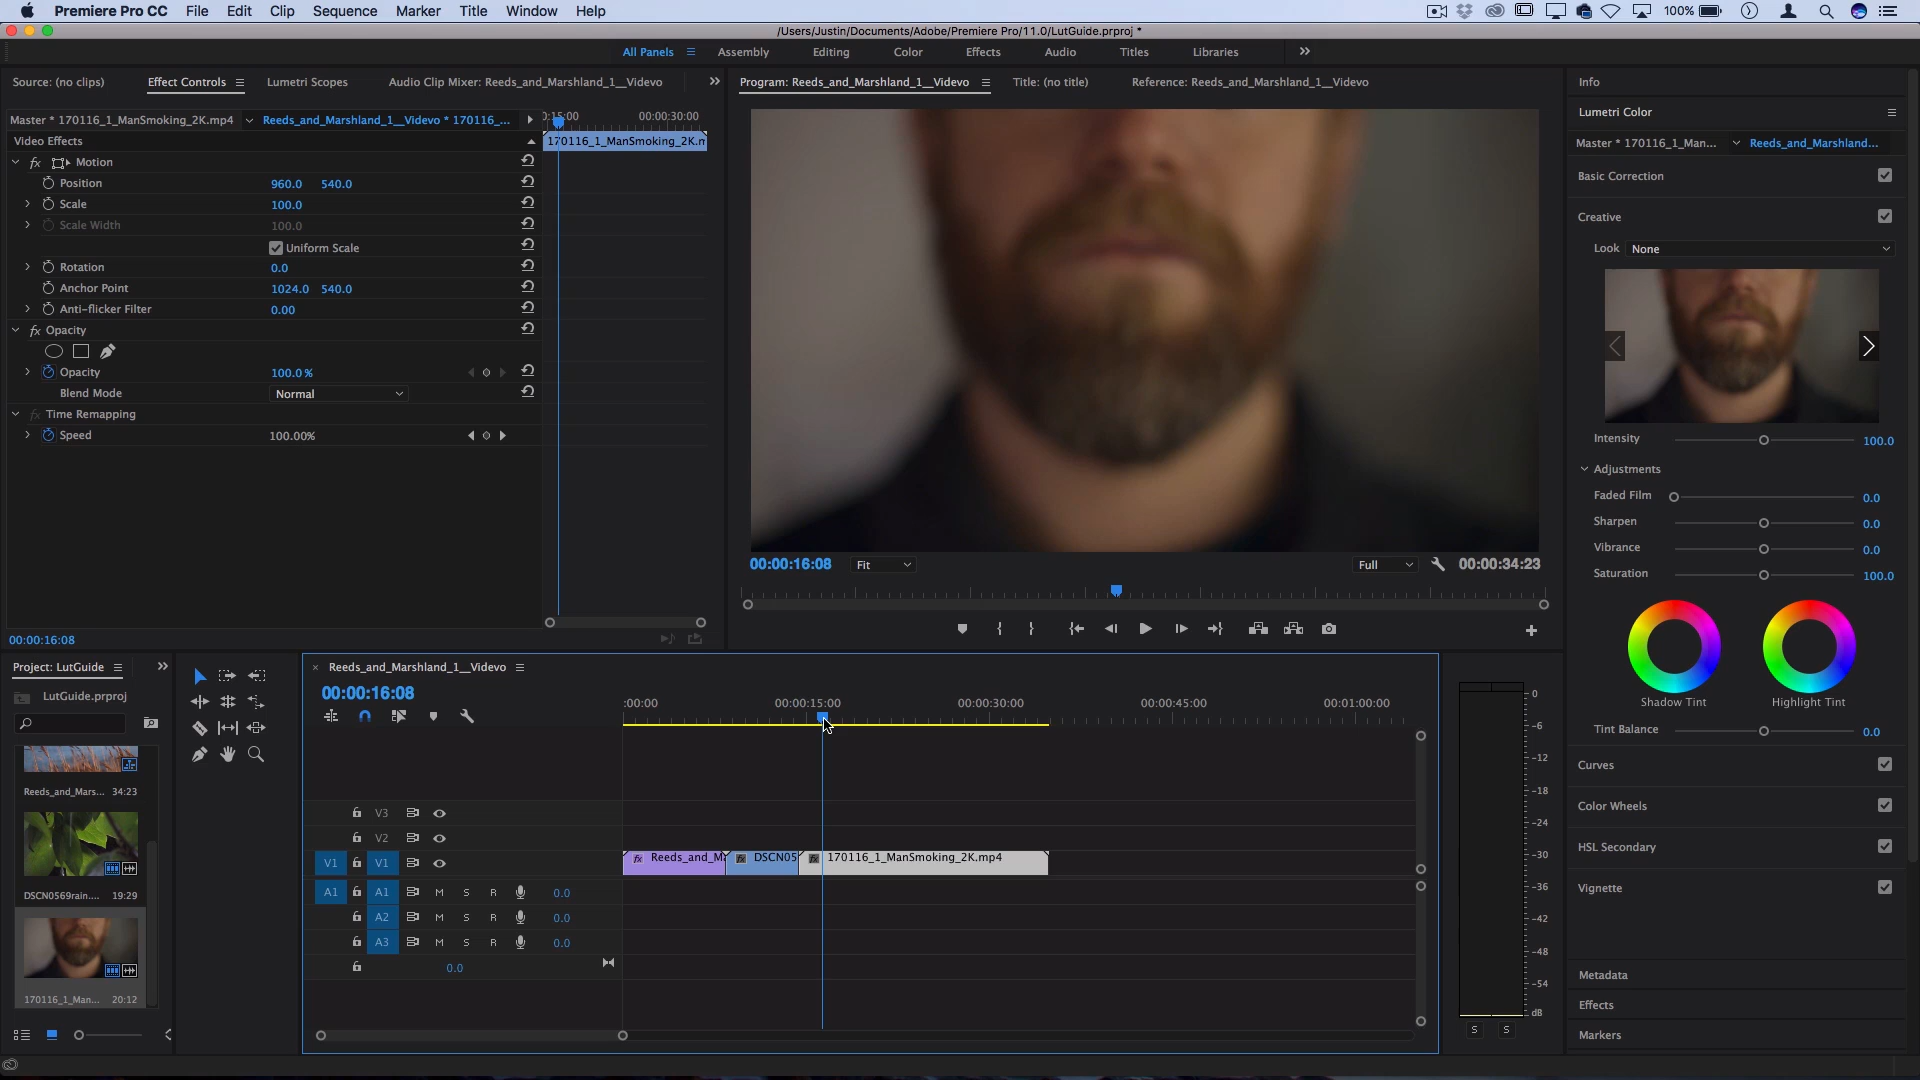 Premiere Pro CC File Edit Clip Sequence Marker Title Window Help 100%
/Users/Justin/Documents/Adobe/Premiere Pro/11.0/LutGuide.prproj *
All Panels Assembly Editing Color Effects Audio Titles Libraries
Source: (no clips) Effect Controls Lumetri Scopes Audio Clip Mixer: Reeds_and_Marshland_1__Videvo
Master * 170116_1_ManSmoking_2K.mp4 Reeds_and_Marshland_1__Videvo * 170116_...
):15:00 00:00:30:00
Video Effects 170116_1_ManSmoking_2K.m
fx Motion
Position 960.0 540.0
Scale 100.0
Scale Width 100.0
Uniform Scale
Rotation 0.0
Anchor Point 1024.0 540.0
Anti-flicker Filter 0.00
fx Opacity
Opacity 100.0 %
Blend Mode Normal
fx Time Remapping
Speed 100.00%
00:00:16:08
Program: Reeds_and_Marshland_1__Videvo Title: (no title) Reference: Reeds_and_Marshland_1__Videvo
00:00:16:08 Fit Full 00:00:34:23
Info
Lumetri Color
Master * 170116_1_Man... Reeds_and_Marshland...
Basic Correction
Creative
Look None
Intensity 100.0
Adjustments
Faded Film 0.0
Sharpen 0.0
Vibrance 0.0
Saturation 100.0
Shadow Tint Highlight Tint
Tint Balance 0.0
Curves
Color Wheels
HSL Secondary
Vignette
Metadata
Effects
Markers
Project: LutGuide
LutGuide.prproj
Reeds_and_Mars... 34:23
DSCN0569rain.... 19:29
170116_1_Man... 20:12
Reeds_and_Marshland_1__Videvo
00:00:16:08
:00:00 00:00:15:00 00:00:30:00 00:00:45:00 00:01:00:00
V3
V2
V1 V1 fx Reeds_and_Ma fx DSCN05 fx 170116_1_ManSmoking_2K.mp4
A1 A1 M S R 0.0
A2 M S R 0.0
A3 M S R 0.0
0.0
0
-6
-12
-18
-24
-30
-36
-42
-48
-54
dB
S S